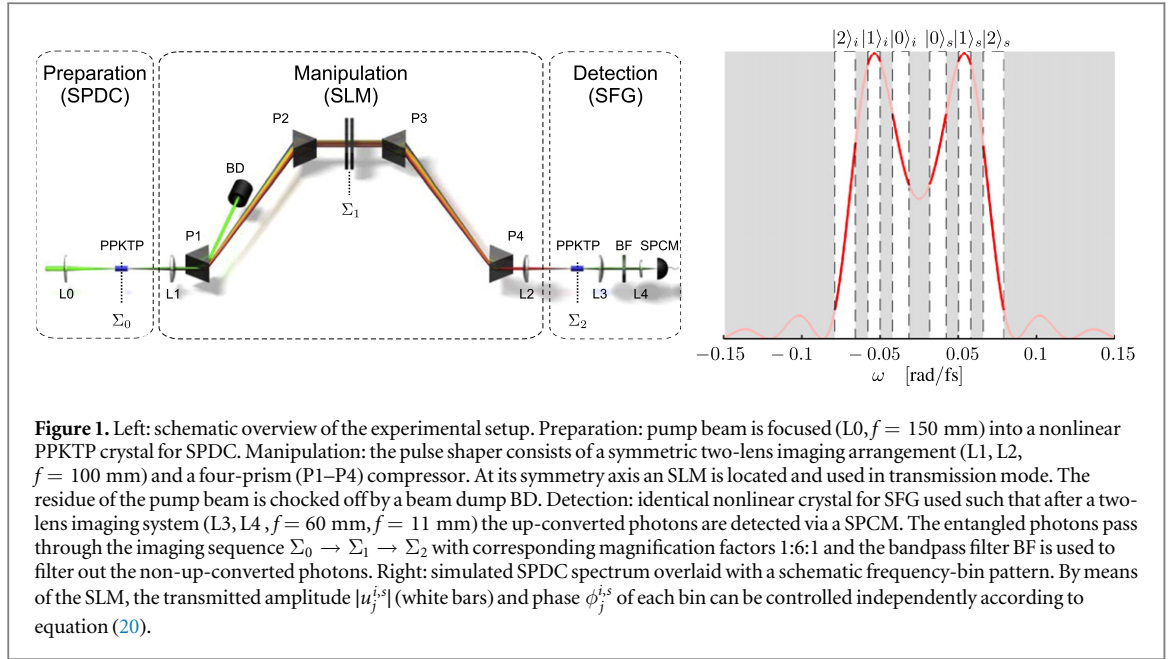 Preparation
(SPDC)
Manipulation
(SLM)
Detection
(SFG)
P2
P3
BD
Σ₁
P1
P4
PPKTP
PPKTP
BF
SPCM
L0
L1
L2
L3
L4
Σ₀
Σ₂
|2⟩ᵢ|1⟩ᵢ|0⟩ᵢ |0⟩ₛ|1⟩ₛ|2⟩ₛ
−0.15 −0.1 −0.05 0.05 0.1 0.15
ω [rad/fs]
Figure 1. Left: schematic overview of the experimental setup. Preparation: pump beam is focused (L0, f = 150 mm) into a nonlinear
PPKTP crystal for SPDC. Manipulation: the pulse shaper consists of a symmetric two-lens imaging arrangement (L1, L2,
f = 100 mm) and a four-prism (P1–P4) compressor. At its symmetry axis an SLM is located and used in transmission mode. The
residue of the pump beam is chocked off by a beam dump BD. Detection: identical nonlinear crystal for SFG used such that after a two-
lens imaging system (L3, L4 , f = 60 mm, f = 11 mm) the up-converted photons are detected via a SPCM. The entangled photons pass
through the imaging sequence Σ₀ → Σ₁ → Σ₂ with corresponding magnification factors 1:6:1 and the bandpass filter BF is used to
filter out the non-up-converted photons. Right: simulated SPDC spectrum overlaid with a schematic frequency-bin pattern. By means
of the SLM, the transmitted amplitude |uⱼ^{i,s}| (white bars) and phase ϕⱼ^{i,s} of each bin can be controlled independently according to
equation (20).